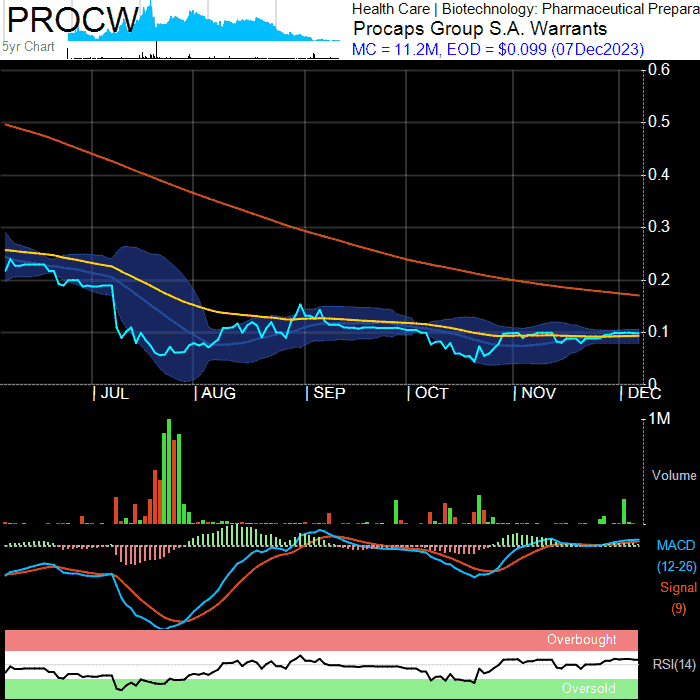 PROCW
5yr Chart
Health Care | Biotechnology: Pharmaceutical Prepara
Procaps Group S.A. Warrants
MC = 11.2M, EOD = $0.099 (07Dec2023)
0.6
0.5
0.4
0.3
0.2
0.1
0
| JUL | AUG | SEP | OCT | NOV | DEC
1M
Volume
MACD
(12-26)
Signal
(9)
Overbought
RSI(14)
Oversold